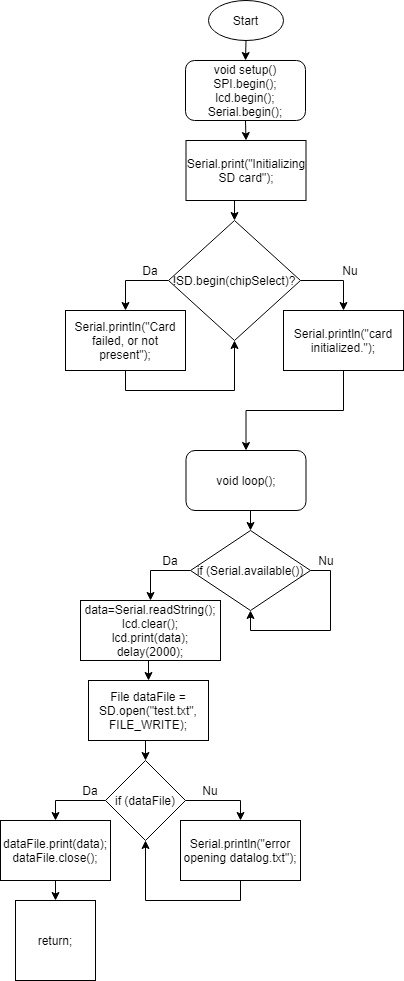 Start
void setup()
SPI.begin();
lcd.begin();
Serial.begin();
Serial.print("Initializing
SD card");
Da
!SD.begin(chipSelect)?
Nu
Serial.println("Card
failed, or not
present");
Serial.println("card
initialized.");
void loop();
Da
if (Serial.available())
Nu
data=Serial.readString();
lcd.clear();
lcd.print(data);
delay(2000);
File dataFile =
SD.open("test.txt",
FILE_WRITE);
Da
if (dataFile)
Nu
dataFile.print(data);
dataFile.close();
Serial.println("error
opening datalog.txt");
return;